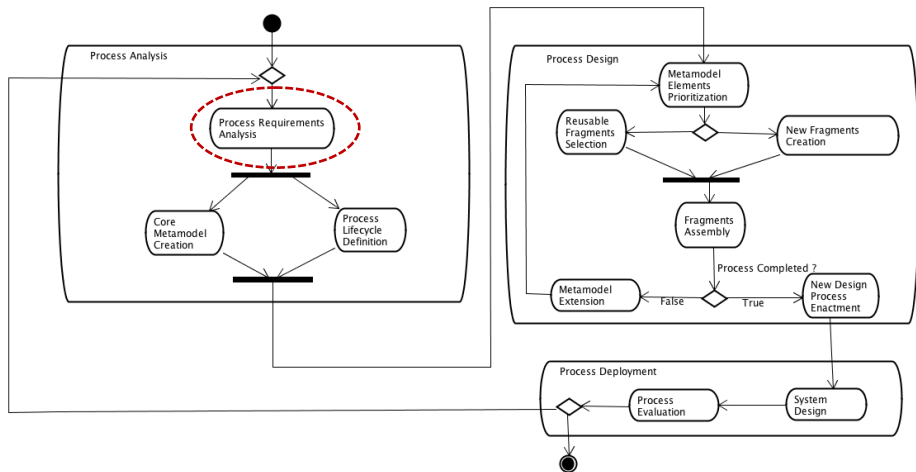 Process Analysis
Process Requirements
Analysis
Core
Metamodel
Creation
Process
Lifecycle
Definition
Process Design
Metamodel
Elements
Prioritization
Reusable
Fragments
Selection
New Fragments
Creation
Fragments
Assembly
Process Completed ?
Metamodel
Extension
False
True
New Design
Process
Enactment
Process Deployment
Process
Evaluation
System
Design